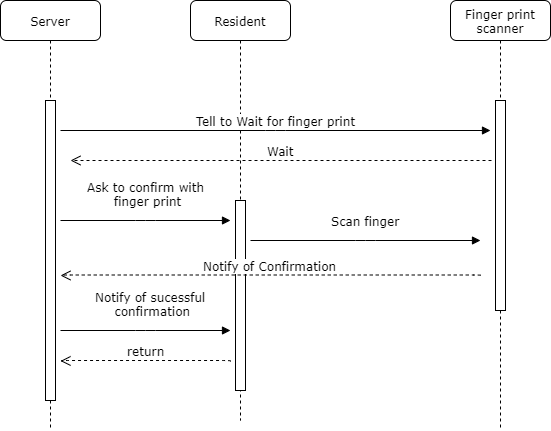 Server
Resident
Finger print
scanner
Tell to Wait for finger print
Wait
Ask to confirm with
finger print
Scan finger
Notify of Confirmation
Notify of sucessful
confirmation
return